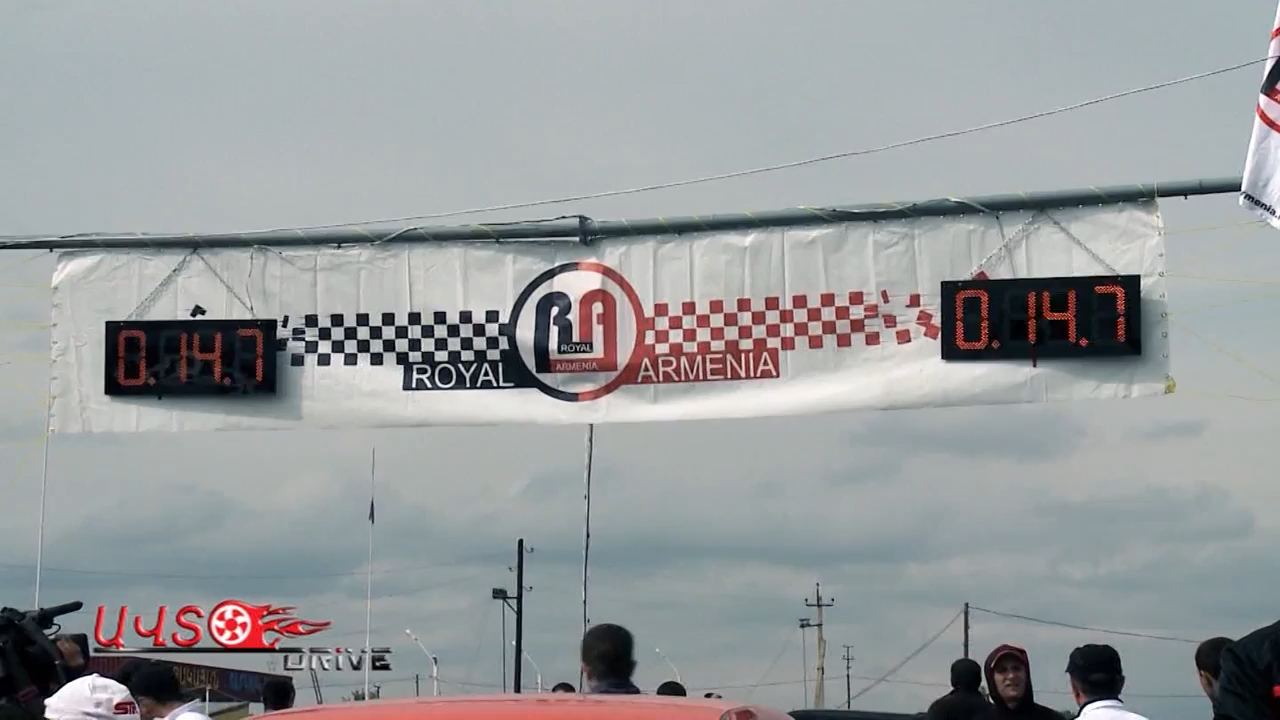 0.14.7
RA
ROYAL
ARMENIA
0.14.7
ROYAL
ARMENIA
ԱՎՏՕ
DRIVE